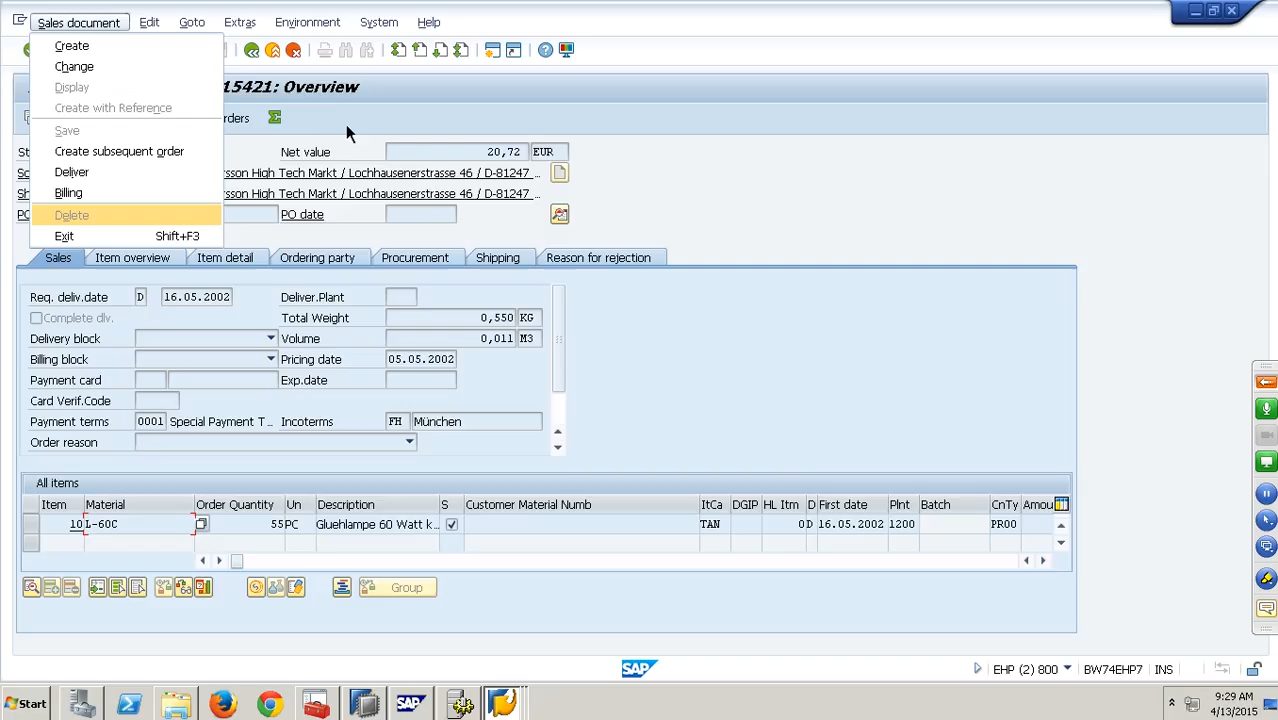 Sales document Edit Goto Extras Environment System Help
Create
Change
Display
Create with Reference
Save
Create subsequent order
Deliver
Billing
Delete
Exit Shift+F3
15421: Overview
orders
Net value 20,72 EUR
sson High Tech Markt / Lochhausenerstrasse 46 / D-81247 ...
sson High Tech Markt / Lochhausenerstrasse 46 / D-81247 ...
PO date
Sales Item overview Item detail Ordering party Procurement Shipping Reason for rejection
Req. deliv.date D 16.05.2002 Deliver.Plant
Complete dlv. Total Weight 0,550 KG
Delivery block Volume 0,011 M3
Billing block Pricing date 05.05.2002
Payment card Exp.date
Card Verif.Code
Payment terms 0001 Special Payment T... Incoterms FH München
Order reason
All items
Item Material Order Quantity Un Description S Customer Material Numb ItCa DGIP HL Itm D First date Plnt Batch CnTy Amou
10 L-60C 55 PC Gluehlampe 60 Watt k... TAN 0 D 16.05.2002 1200 PR00
Group
SAP EHP (2) 800 BW74EHP7 INS
Start SAP 9:29 AM
4/13/2015